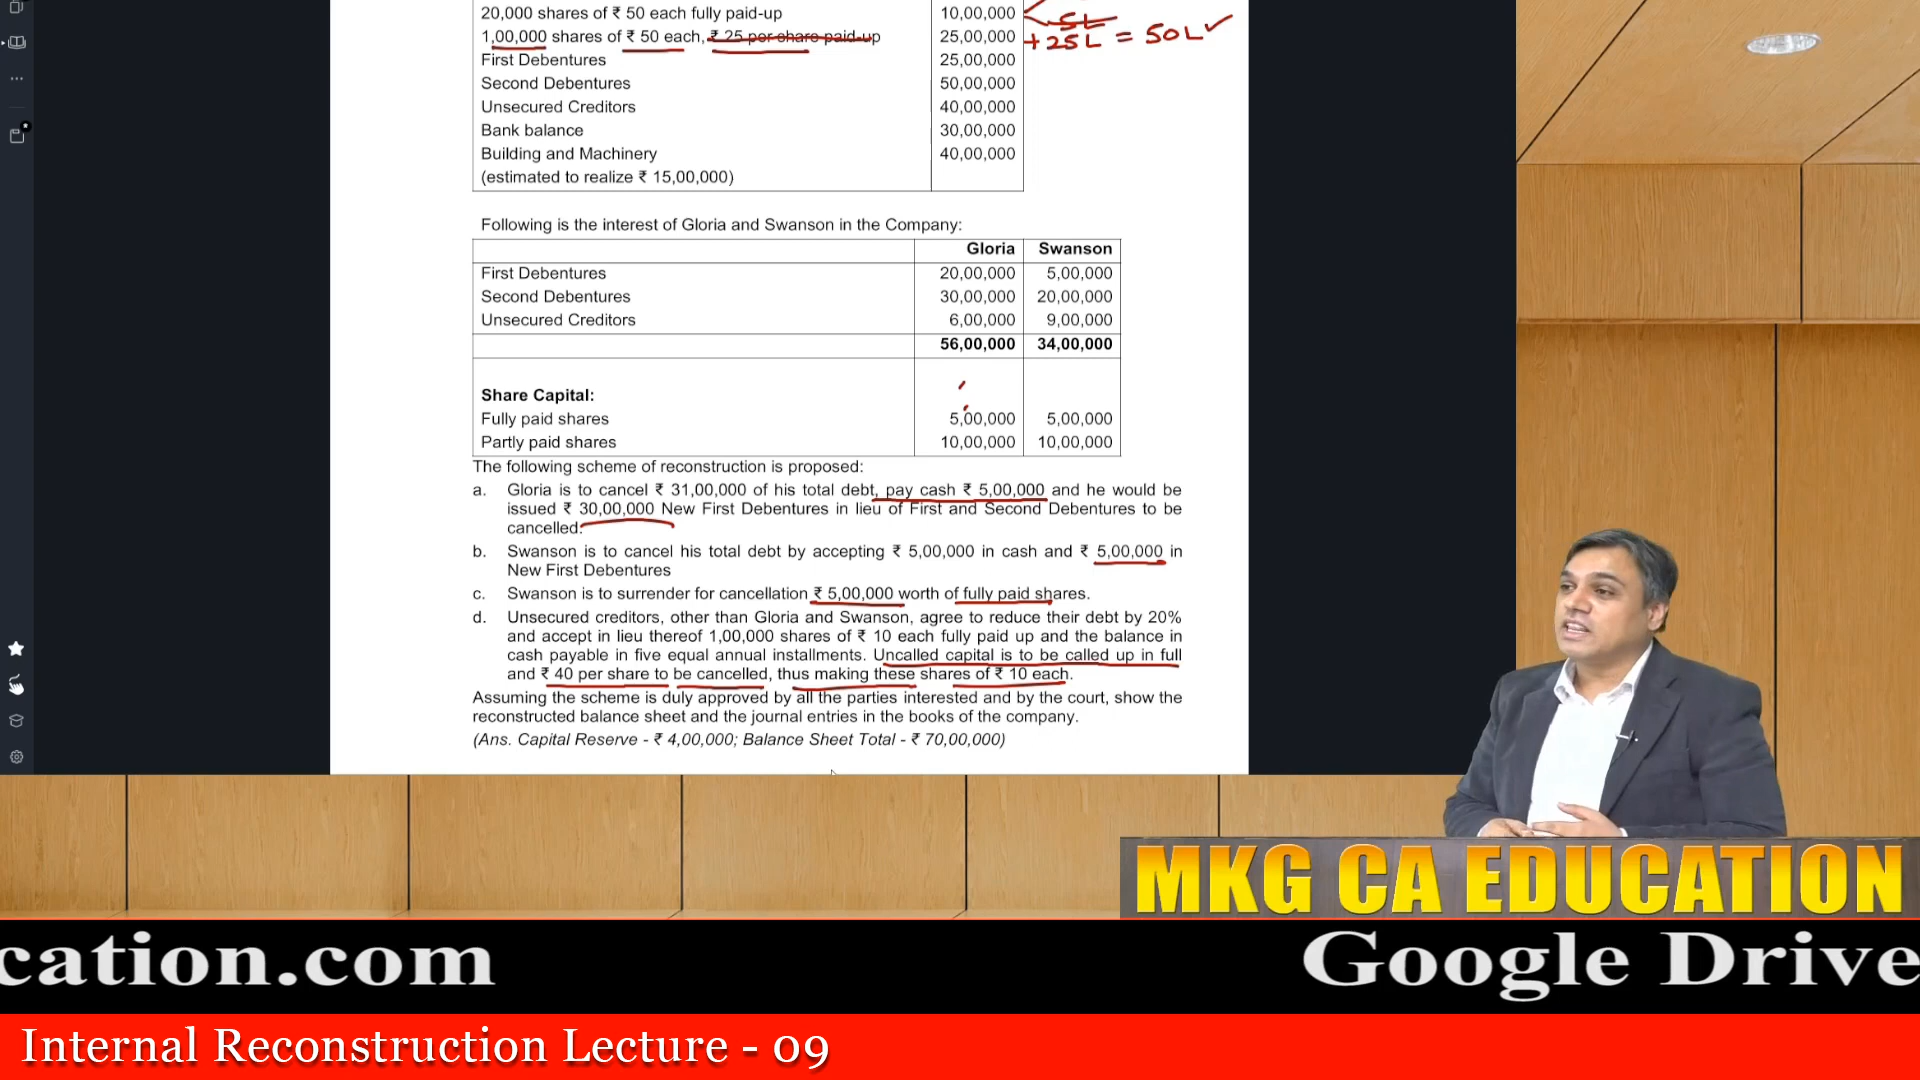 20,000 shares of ₹ 50 each fully paid-up 10,00,000
1,00,000 shares of ₹ 50 each, ₹ 25 per share paid-up 25,00,000
5L
+25L = 50L✓
First Debentures 25,00,000
Second Debentures 50,00,000
Unsecured Creditors 40,00,000
Bank balance 30,00,000
Building and Machinery 40,00,000
(estimated to realize ₹ 15,00,000)
Following is the interest of Gloria and Swanson in the Company:
Gloria Swanson
First Debentures 20,00,000 5,00,000
Second Debentures 30,00,000 20,00,000
Unsecured Creditors 6,00,000 9,00,000
56,00,000 34,00,000
Share Capital:
Fully paid shares 5,00,000 5,00,000
Partly paid shares 10,00,000 10,00,000
The following scheme of reconstruction is proposed:
a. Gloria is to cancel ₹ 31,00,000 of his total debt, pay cash ₹ 5,00,000 and he would be
issued ₹ 30,00,000 New First Debentures in lieu of First and Second Debentures to be
cancelled.
b. Swanson is to cancel his total debt by accepting ₹ 5,00,000 in cash and ₹ 5,00,000 in
New First Debentures
c. Swanson is to surrender for cancellation ₹ 5,00,000 worth of fully paid shares.
d. Unsecured creditors, other than Gloria and Swanson, agree to reduce their debt by 20%
and accept in lieu thereof 1,00,000 shares of ₹ 10 each fully paid up and the balance in
cash payable in five equal annual installments. Uncalled capital is to be called up in full
and ₹ 40 per share to be cancelled, thus making these shares of ₹ 10 each.
Assuming the scheme is duly approved by all the parties interested and by the court, show the
reconstructed balance sheet and the journal entries in the books of the company.
(Ans. Capital Reserve - ₹ 4,00,000; Balance Sheet Total - ₹ 70,00,000)
MKG CA EDUCATION
cation.com Google Drive
Internal Reconstruction Lecture - 09